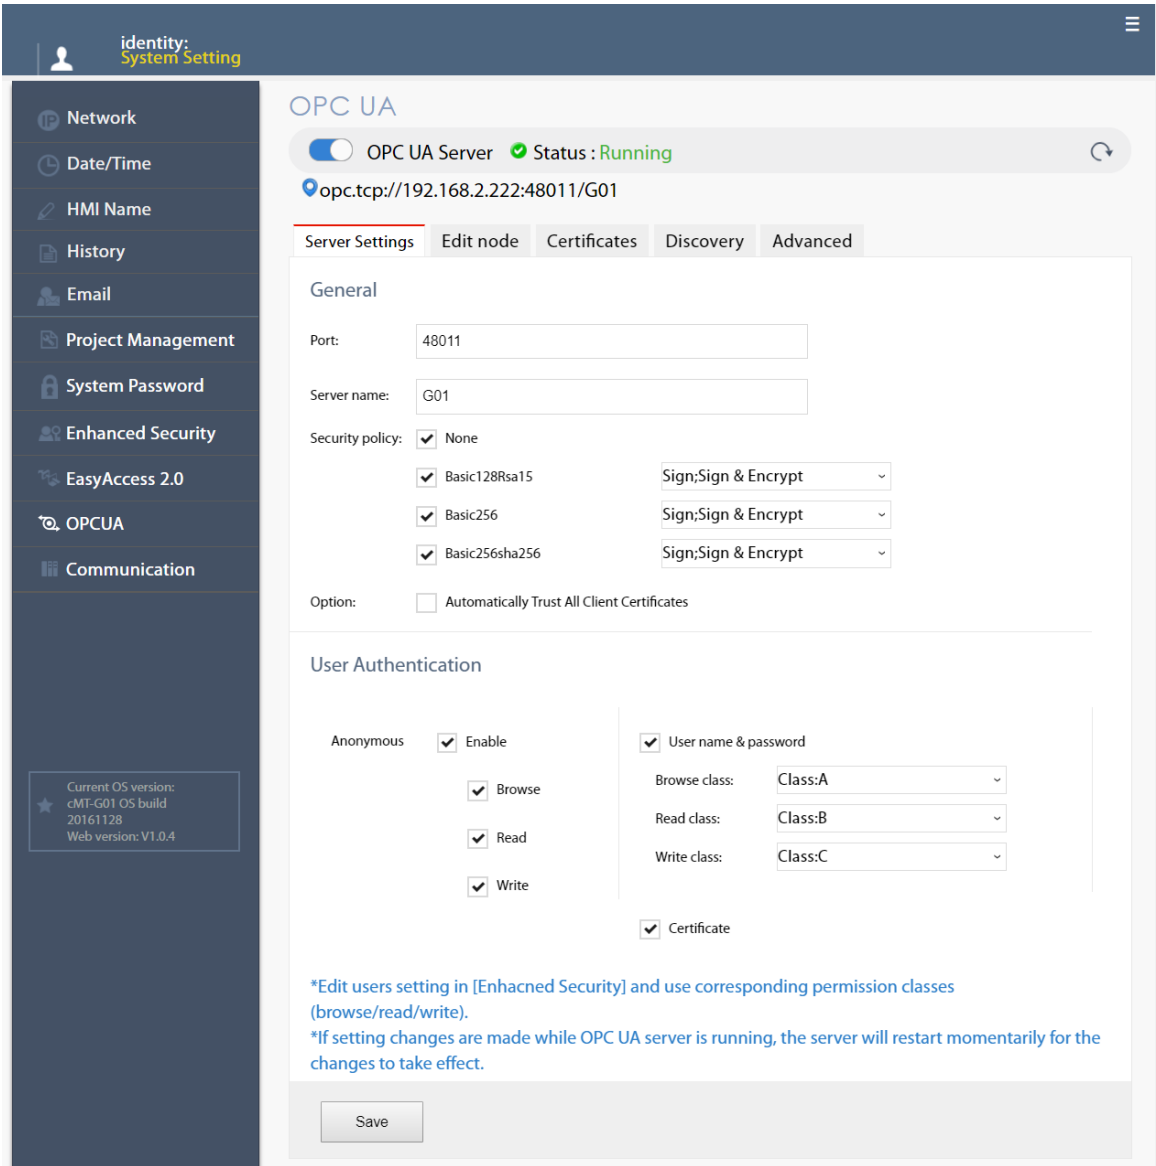 identity:
System Setting
Network
Date/Time
HMI Name
History
Email
Project Management
System Password
Enhanced Security
EasyAccess 2.0
OPCUA
Communication
Current OS version:
cMT-G01 OS build
20161128
Web version: V1.0.4
OPC UA
OPC UA Server Status : Running
opc.tcp://192.168.2.222:48011/G01
Server Settings Edit node Certificates Discovery Advanced
General
Port: 48011
Server name: G01
Security policy: None
Basic128Rsa15 Sign;Sign & Encrypt
Basic256 Sign;Sign & Encrypt
Basic256sha256 Sign;Sign & Encrypt
Option: Automatically Trust All Client Certificates
User Authentication
Anonymous Enable
Browse
Read
Write
User name & password
Browse class: Class:A
Read class: Class:B
Write class: Class:C
Certificate
*Edit users setting in [Enhacned Security] and use corresponding permission classes
(browse/read/write).
*If setting changes are made while OPC UA server is running, the server will restart momentarily for the
changes to take effect.
Save